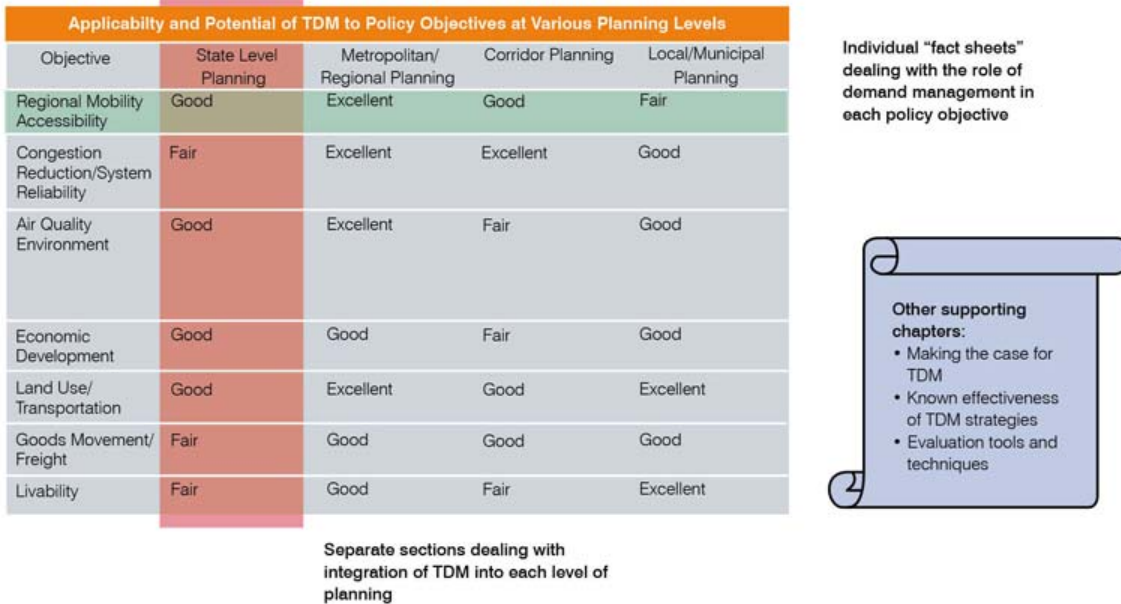 Applicabilty and Potential of TDM to Policy Objectives at Various Planning Levels
Objective State Level Planning Metropolitan/ Regional Planning Corridor Planning Local/Municipal Planning
Regional Mobility Accessibility Good Excellent Good Fair
Congestion Reduction/System Reliability Fair Excellent Excellent Good
Air Quality Environment Good Excellent Fair Good
Economic Development Good Good Fair Good
Land Use/ Transportation Good Excellent Good Excellent
Goods Movement/ Freight Fair Good Good Good
Livability Fair Good Fair Excellent
Individual “fact sheets”
dealing with the role of
demand management in
each policy objective
Other supporting
chapters:
• Making the case for
TDM
• Known effectiveness
of TDM strategies
• Evaluation tools and
techniques
Separate sections dealing with
integration of TDM into each level of
planning